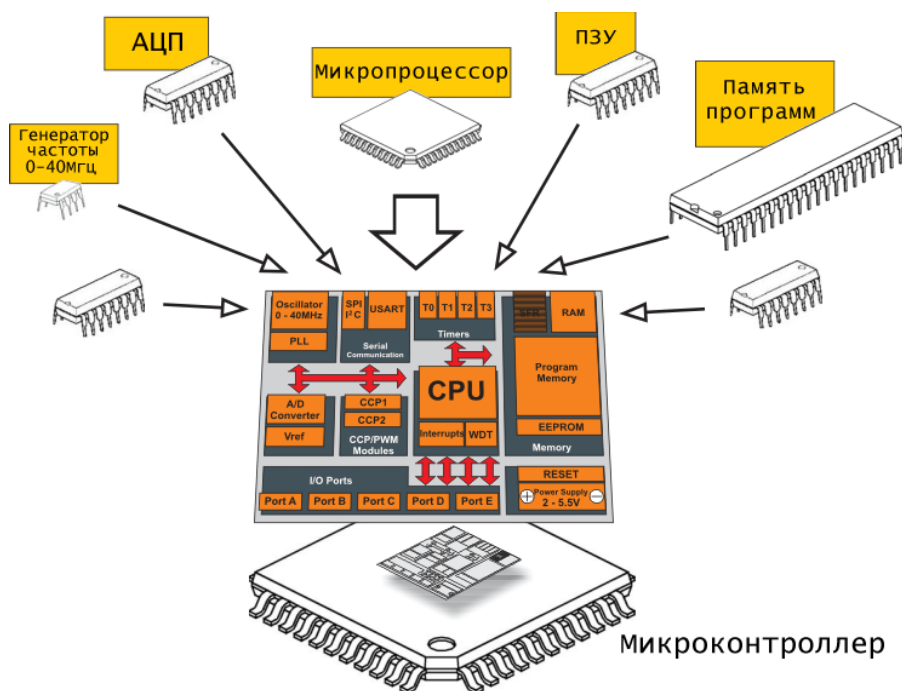 АЦП
Микропроцессор
ПЗУ
Память
программ
Генератор
частоты
0-40Мгц
Oscillator
0 - 40MHz
PLL
SPI
I²C
USART
Serial
Communication
T0
T1
T2
T3
Timers
SFR
RAM
Program
Memory
EEPROM
Memory
A/D
Converter
Vref
CCP1
CCP2
CCP/PWM
Modules
CPU
Interrupts
WDT
I/O Ports
Port A
Port B
Port C
Port D
Port E
RESET
Power Supply
+
2 - 5.5V
−
Микроконтроллер